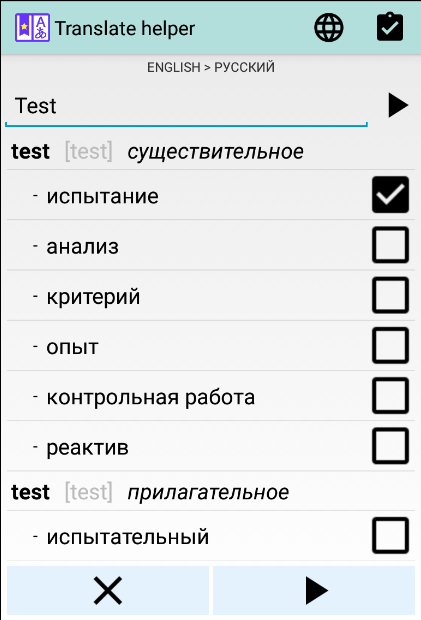 Translate helper
ENGLISH > РУССКИЙ
Test
test [test] существительное
- испытание
- анализ
- критерий
- опыт
- контрольная работа
- реактив
test [test] прилагательное
- испытательный